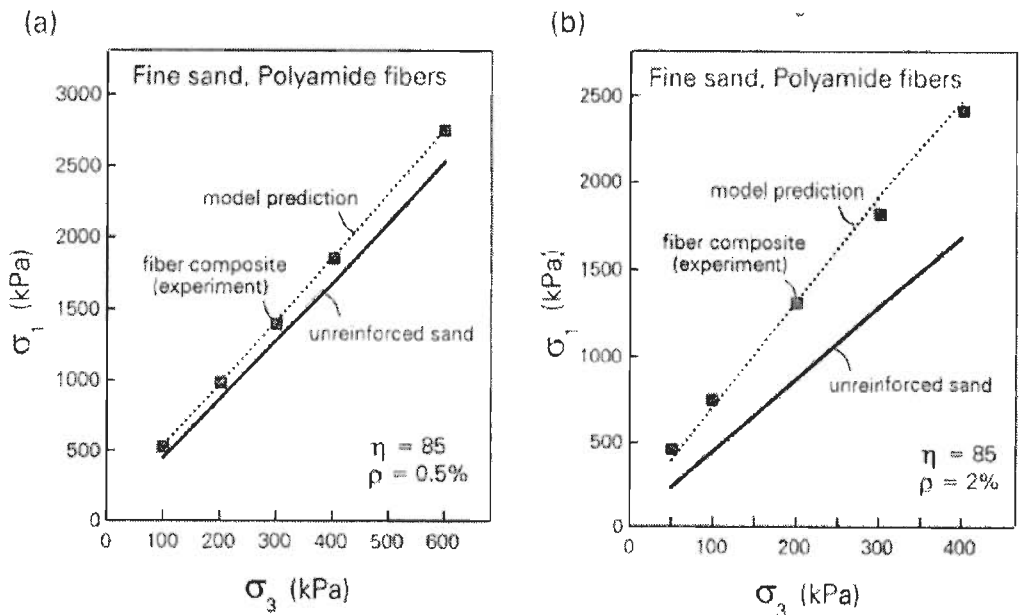 (a)
Fine sand, Polyamide fibers
3000
2500
2000
1500
1000
500
0
σ1 (kPa)
model prediction
fiber composite
(experiment)
unreinforced sand
η = 85
ρ = 0.5%
100 200 300 400 500 600
σ3 (kPa)
(b)
Fine sand, Polyamide fibers
2500
2000
1500
1000
500
0
σ1 (kPa)
model prediction
fiber composite
(experiment)
unreinforced sand
η = 85
ρ = 2%
0 100 200 300 400
σ3 (kPa)